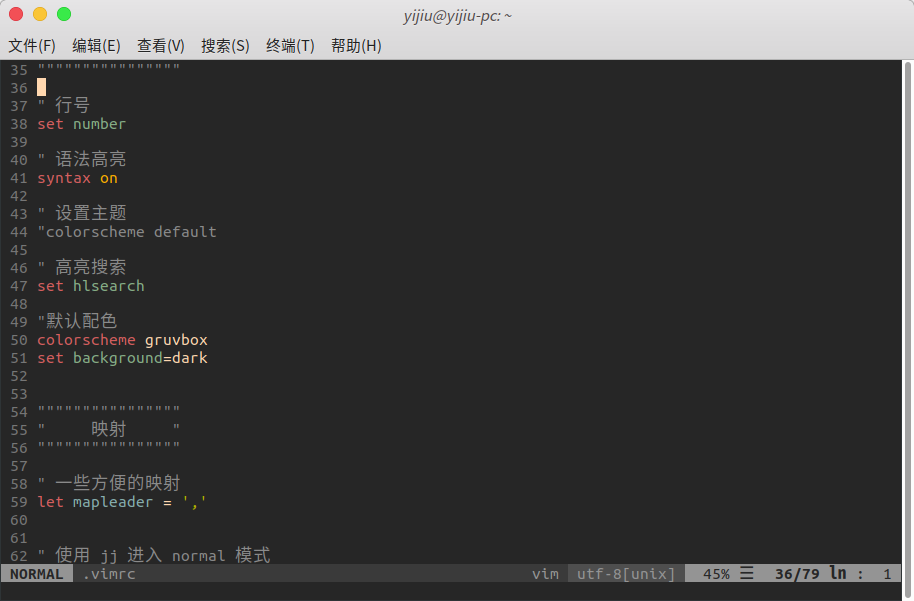 yijiu@yijiu-pc: ~
文件(F) 编辑(E) 查看(V) 搜索(S) 终端(T) 帮助(H)
35 """"""""""""""""
36
37 " 行号
38 set number
39
40 " 语法高亮
41 syntax on
42
43 " 设置主题
44 "colorscheme default
45
46 " 高亮搜索
47 set hlsearch
48
49 "默认配色
50 colorscheme gruvbox
51 set background=dark
52
53
54 """"""""""""""""
55 "     映射     "
56 """"""""""""""""
57
58 " 一些方便的映射
59 let mapleader = ','
60
61
62 " 使用 jj 进入 normal 模式
NORMAL .vimrc vim utf-8[unix] 45% ☰ 36/79 ln : 1